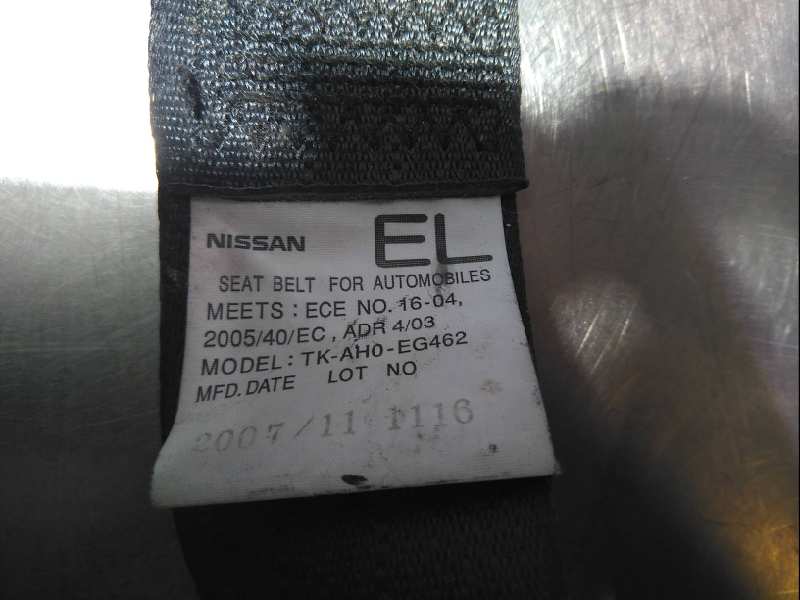 NISSAN EL
SEAT BELT FOR AUTOMOBILES
MEETS : ECE NO. 16-04,
2005/40/EC, ADR 4/03
MODEL: TK-AH0-EG462
MFD. DATE LOT NO
2007/11 1116